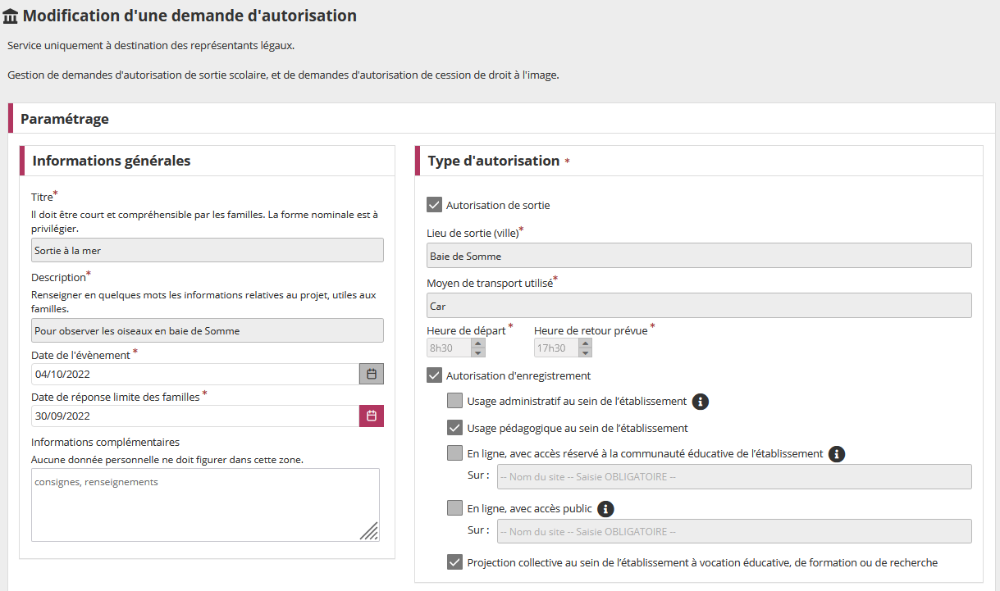 Modification d'une demande d'autorisation
Service uniquement à destination des représentants légaux.
Gestion de demandes d'autorisation de sortie scolaire, et de demandes d'autorisation de cession de droit à l'image.
Paramétrage
Informations générales
Titre*
Il doit être court et compréhensible par les familles. La forme nominale est à
privilégier.
Sortie à la mer
Description*
Renseigner en quelques mots les informations relatives au projet, utiles aux
familles.
Pour observer les oiseaux en baie de Somme
Date de l'évènement *
04/10/2022
Date de réponse limite des familles *
30/09/2022
Informations complémentaires
Aucune donnée personnelle ne doit figurer dans cette zone.
consignes, renseignements
Type d'autorisation *
Autorisation de sortie
Lieu de sortie (ville)*
Baie de Somme
Moyen de transport utilisé*
Car
Heure de départ * Heure de retour prévue *
8h30 17h30
Autorisation d'enregistrement
Usage administratif au sein de l’établissement
Usage pédagogique au sein de l’établissement
En ligne, avec accès réservé à la communauté éducative de l’établissement
Sur : -- Nom du site -- Saisie OBLIGATOIRE --
En ligne, avec accès public
Sur : -- Nom du site -- Saisie OBLIGATOIRE --
Projection collective au sein de l’établissement à vocation éducative, de formation ou de recherche